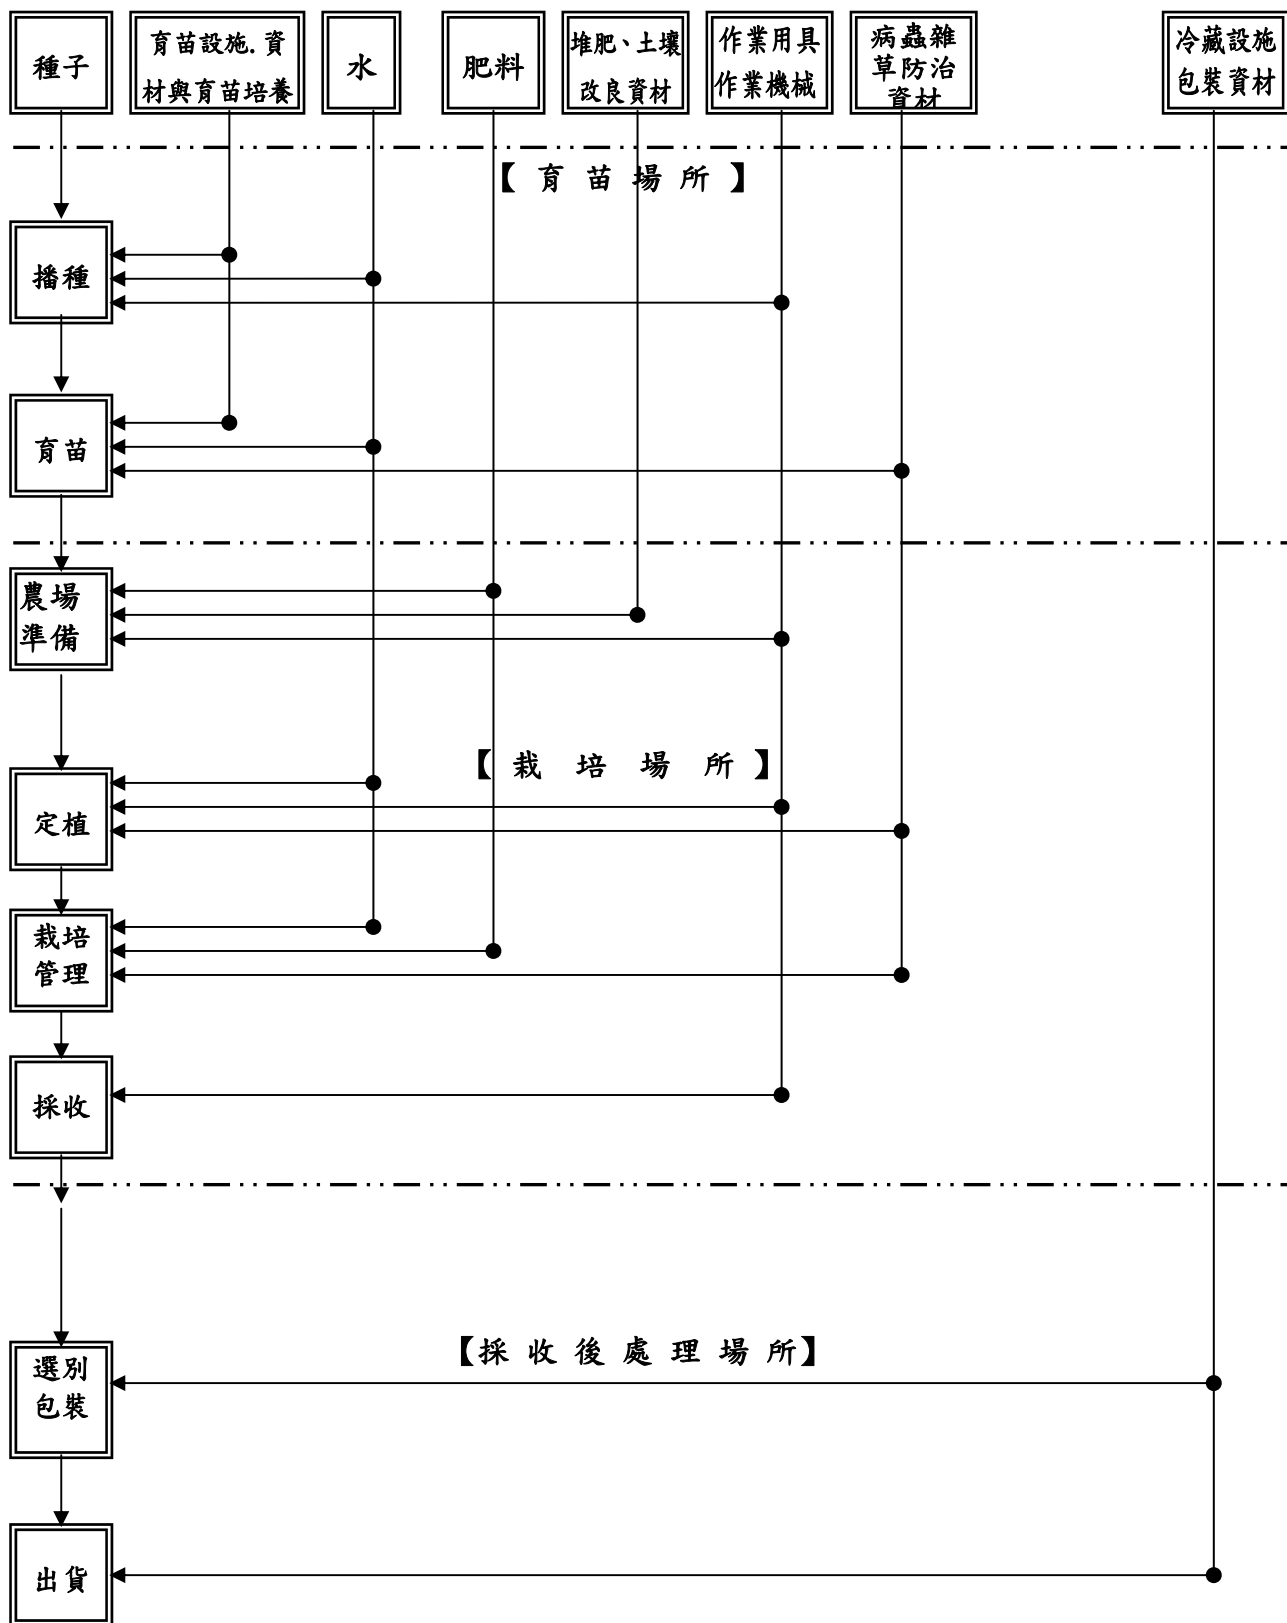 種子
育苗設施.資
材與育苗培養
水
肥料
堆肥、土壤
改良資材
作業用具
作業機械
病蟲雜
草防治
資材
冷藏設施
包裝資材
【育苗場所】
播種
育苗
農場
準備
【栽培場所】
定植
栽培
管理
採收
【採收後處理場所】
選別
包裝
出貨